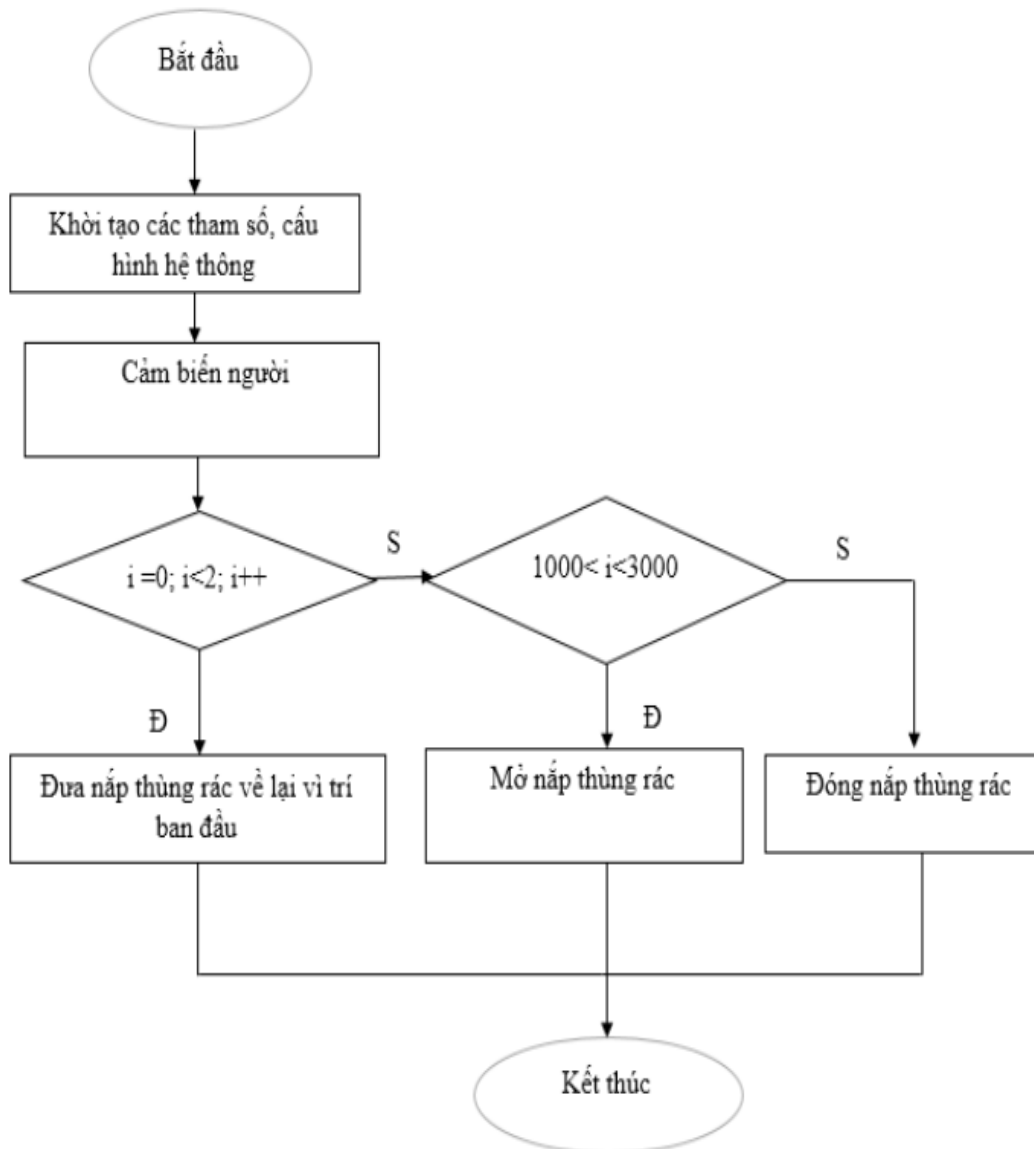 Bắt đầu
Khời tạo các tham số, cấu
hình hệ thông
Cảm biến người
i =0; i<2; i++
S
1000< i<3000
S
Đ
Đ
Đưa nắp thùng rác về lại vì trí
ban đầu
Mở nắp thùng rác
Đóng nắp thùng rác
Kết thúc